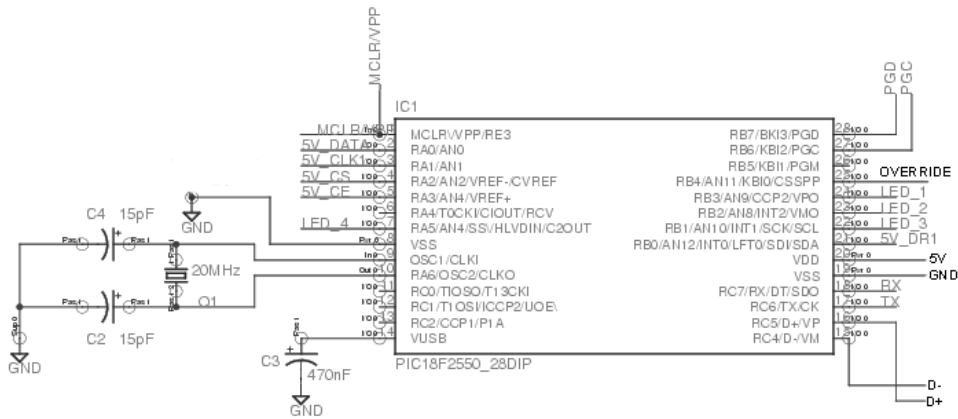 MCLR/VPP
PGD
PGC
IC1
MCLR/VPP
5V_DATA
5V_CLK1
5V_CS
5V_CE
LED_4
MCLR\VPP/RE3
RA0/AN0
RA1/AN1
RA2/AN2/VREF-/CVREF
RA3/AN4/VREF+
RA4/T0CKI/CIOUT/RCV
RA5/AN4/SS\/HLVDIN/C2OUT
VSS
OSC1/CLKI
RA6/OSC2/CLKO
RC0/TIOSO/T13CKI
RC1/T1OSI/ICCP2/UOE\
RC2/CCP1/P1A
VUSB
RB7/BKI3/PGD
RB6/KBI2/PGC
RB5/KBI1/PGM
RB4/AN11/KBI0/CSSPP
RB3/AN9/CCP2/VPO
RB2/AN8/INT2/VMO
RB1/AN10/INT1/SCK/SCL
RB0/AN12/INT0/LFT0/SDI/SDA
VDD
VSS
RC7/RX/DT/SDO
RC6/TX/CK
RC5/D+/VP
RC4/D-/VM
OVERRIDE
LED_1
LED_2
LED_3
5V_DR1
5V
GND
RX
TX
D-
D+
GND
C4 15pF
20MHz
Q1
C2 15pF
GND
C3
470nF
GND
PIC18F2550_28DIP